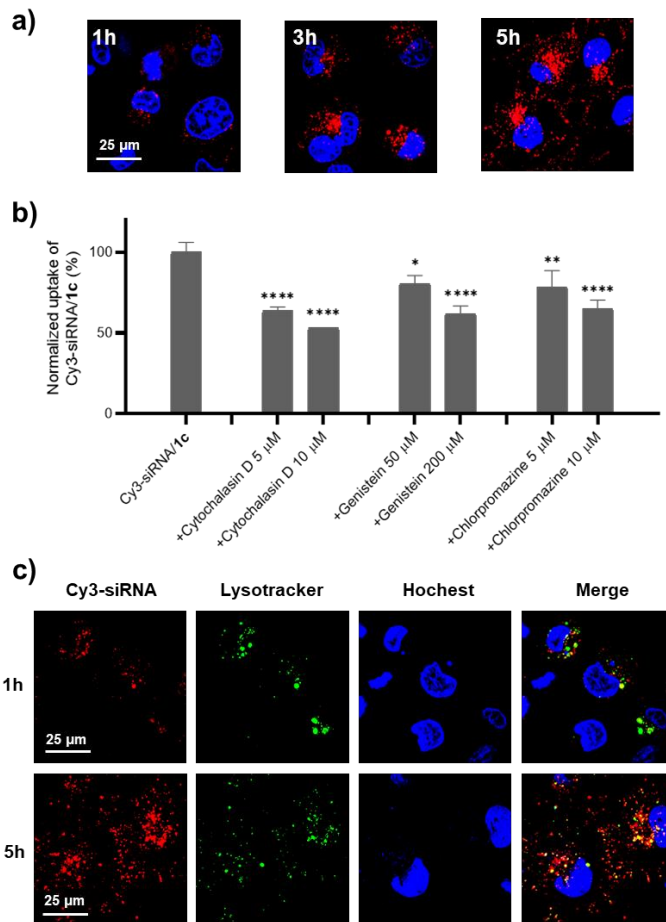 a)
1h
3h
5h
25 μm
b)
Normalized uptake of
Cy3-siRNA/1c (%)
100
50
0
****
****
*
****
**
****
Cy3-siRNA/1c
+Cytochalasin D 5 μM
+Cytochalasin D 10 μM
+Genistein 50 μM
+Genistein 200 μM
+Chlorpromazine 5 μM
+Chlorpromazine 10 μM
c)
Cy3-siRNA
Lysotracker
Hochest
Merge
1h
25 μm
5h
25 μm